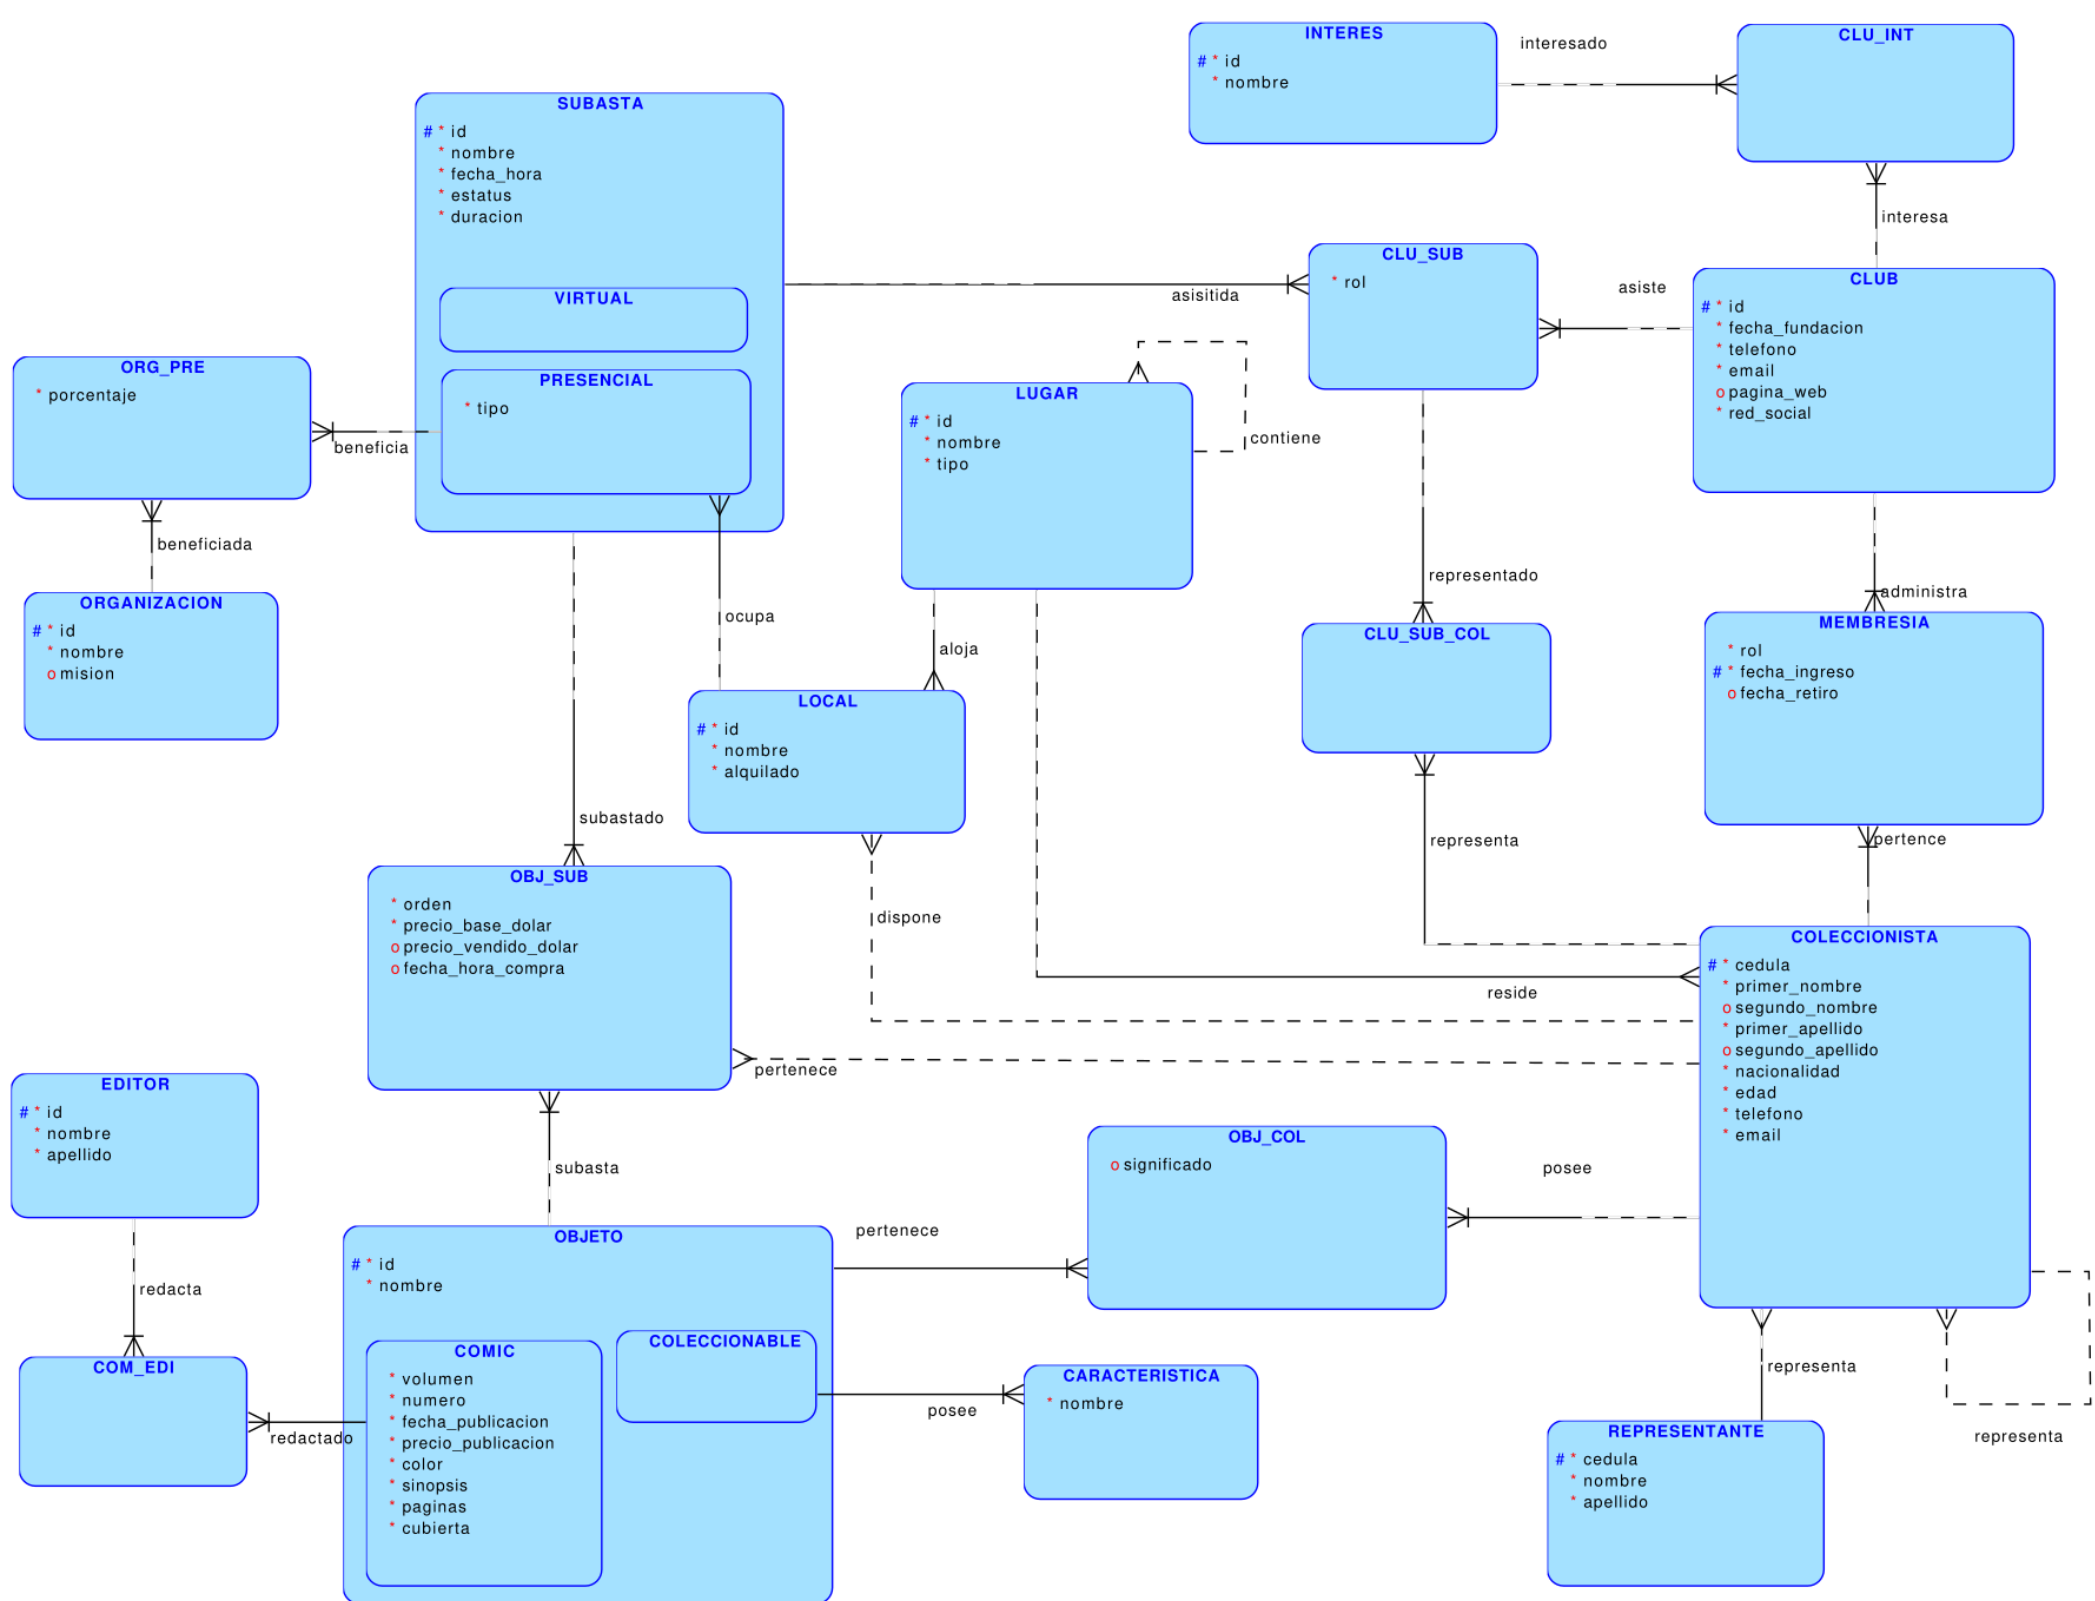 INTERES
# * id
* nombre
interesado
CLU_INT
interesa
SUBASTA
# * id
* nombre
* fecha_hora
* estatus
* duracion
VIRTUAL
PRESENCIAL
* tipo
asisitida
CLU_SUB
* rol
asiste
CLUB
# * id
* fecha_fundacion
* telefono
* email
o pagina_web
* red_social
ORG_PRE
* porcentaje
beneficia
beneficiada
ORGANIZACION
# * id
* nombre
o mision
LUGAR
# * id
* nombre
* tipo
contiene
ocupa
aloja
representado
administra
CLU_SUB_COL
MEMBRESIA
* rol
# * fecha_ingreso
o fecha_retiro
LOCAL
# * id
* nombre
* alquilado
subastado
representa
pertence
dispone
OBJ_SUB
* orden
* precio_base_dolar
o precio_vendido_dolar
o fecha_hora_compra
reside
pertenece
COLECCIONISTA
# * cedula
* primer_nombre
o segundo_nombre
* primer_apellido
o segundo_apellido
* nacionalidad
* edad
* telefono
* email
EDITOR
# * id
* nombre
* apellido
redacta
subasta
OBJ_COL
o significado
posee
pertenece
OBJETO
# * id
* nombre
COMIC
* volumen
* numero
* fecha_publicacion
* precio_publicacion
* color
* sinopsis
* paginas
* cubierta
COLECCIONABLE
posee
CARACTERISTICA
* nombre
COM_EDI
redactado
representa
representa
REPRESENTANTE
# * cedula
* nombre
* apellido